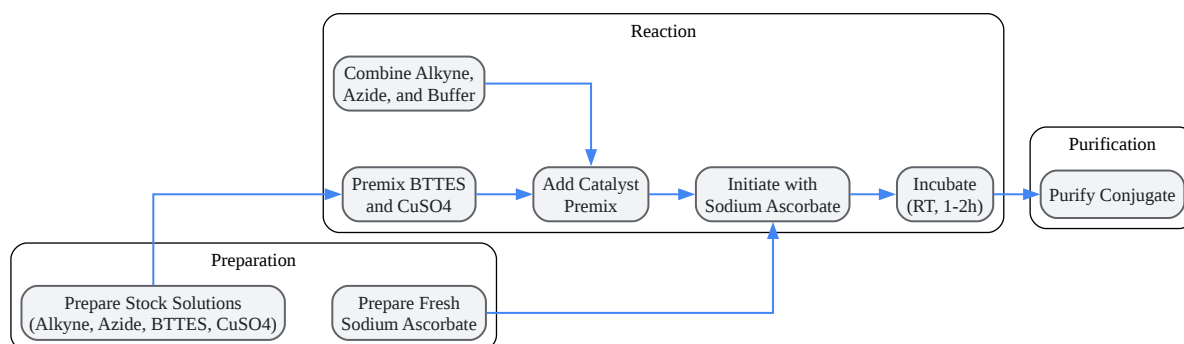 Reaction
Combine Alkyne,
Azide, and Buffer
Purification
Premix BTTES
and CuSO4
Add Catalyst
Premix
Initiate with
Sodium Ascorbate
Incubate
(RT, 1-2h)
Purify Conjugate
Preparation
Prepare Stock Solutions
(Alkyne, Azide, BTTES, CuSO4)
Prepare Fresh
Sodium Ascorbate